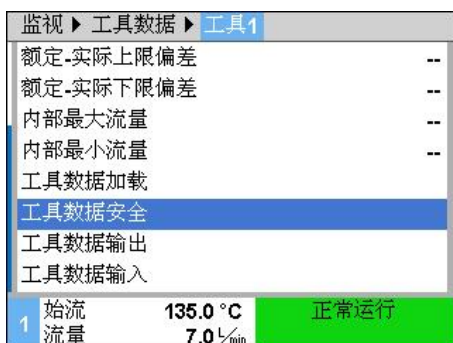 监视 ▶ 工具数据 ▶ 工具1
额定-实际上限偏差 --
额定-实际下限偏差 --
内部最大流量 --
内部最小流量 --
工具数据加载
工具数据安全
工具数据输出
工具数据输入
1 始流 135.0 °C 正常运行
流量 7.0 L/min